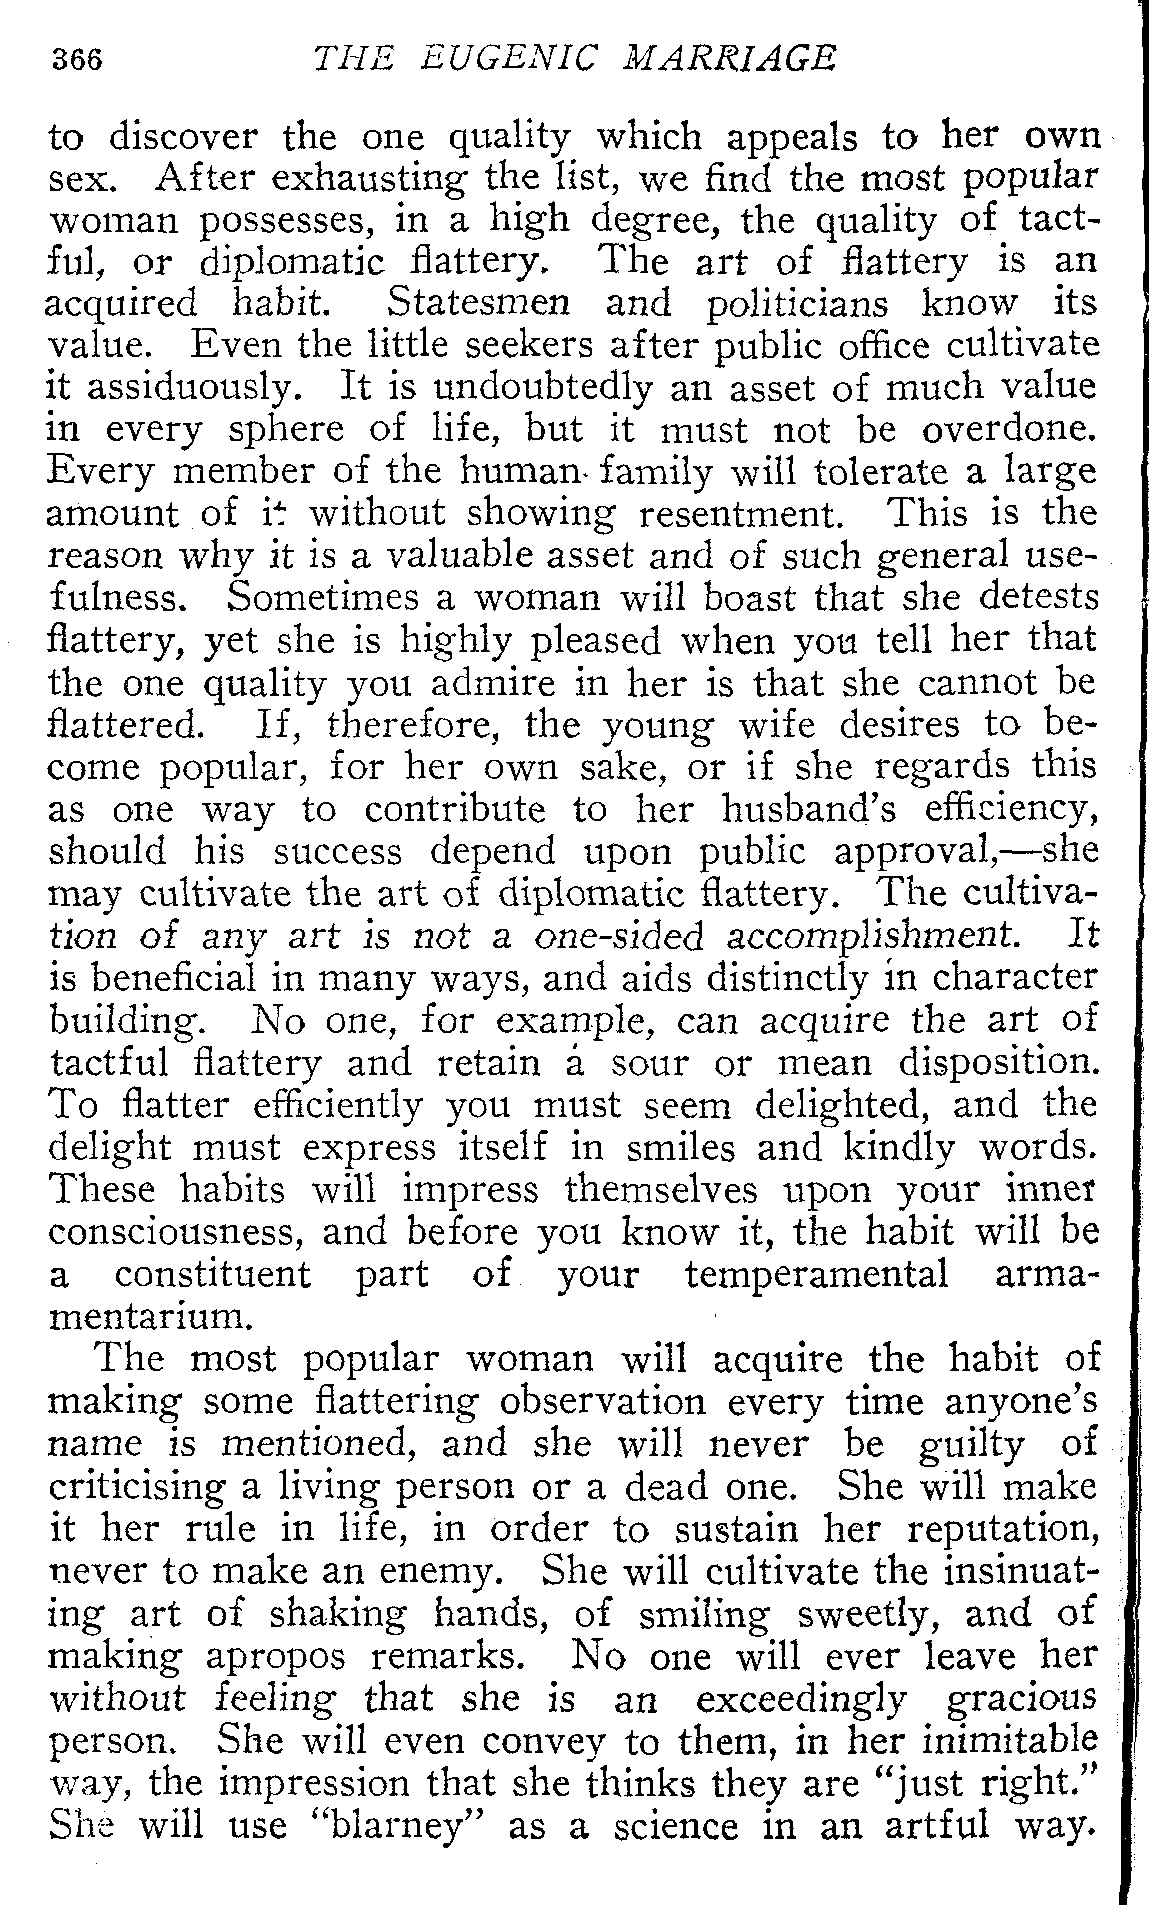 366 THE EUGENIC MARRIAGE
to discover the one quality which appeals to her own
sex. After exhausting the list, we find the most popular
woman possesses, in a high degree, the quality of tact-
ful, or diplomatic flattery. The art of flattery is an
acquired habit. Statesmen and politicians know its
value. Even the little seekers after public office cultivate
it assiduously. It is undoubtedly an asset of much value
in every sphere of life, but it must not be overdone.
Every member of the human family will tolerate a large
amount of it without showing resentment. This is the
reason why it is a valuable asset and of such general use-
fulness. Sometimes a woman will boast that she detests
flattery, yet she is highly pleased when you tell her that
the one quality you admire in her is that she cannot be
flattered. If, therefore, the young wife desires to be-
come popular, for her own sake, or if she regards this
as one way to contribute to her husband's efficiency,
should his success depend upon public approval,—she
may cultivate the art of diplomatic flattery. The cultiva-
tion of any art is not a one-sided accomplishment. It
is beneficial in many ways, and aids distinctly in character
building. No one, for example, can acquire the art of
tactful flattery and retain a sour or mean disposition.
To flatter efficiently you must seem delighted, and the
delight must express itself in smiles and kindly words.
These habits will impress themselves upon your inner
consciousness, and before you know it, the habit will be
a constituent part of your temperamental arma-
mentarium.
The most popular woman will acquire the habit of
making some flattering observation every time anyone's
name is mentioned, and she will never be guilty of
criticising a living person or a dead one. She will make
it her rule in life, in order to sustain her reputation,
never to make an enemy. She will cultivate the insinuat-
ing art of shaking hands, of smiling sweetly, and of
making apropos remarks. No one will ever leave her
without feeling that she is an exceedingly gracious
person. She will even convey to them, in her inimitable
way, the impression that she thinks they are "just right."
She will use "blarney" as a science in an artful way.